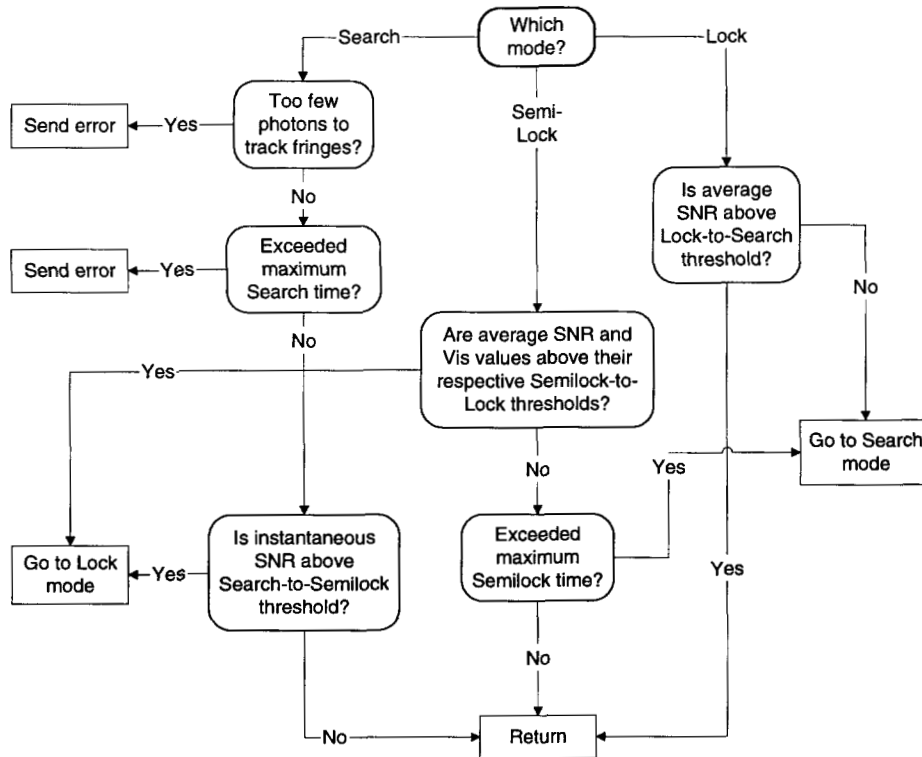 Which
mode?
Search
Lock
Semi-
Lock
Too few
photons to
track fringes?
Yes
Send error
No
Is average
SNR above
Lock-to-Search
threshold?
Exceeded
maximum
Search time?
Yes
Send error
No
No
Are average SNR and
Vis values above their
respective Semilock-to-
Lock thresholds?
Yes
Go to Search
mode
No
Yes
Is instantaneous
SNR above
Search-to-Semilock
threshold?
Yes
Go to Lock
mode
Exceeded
maximum
Semilock time?
Yes
No
No
Return